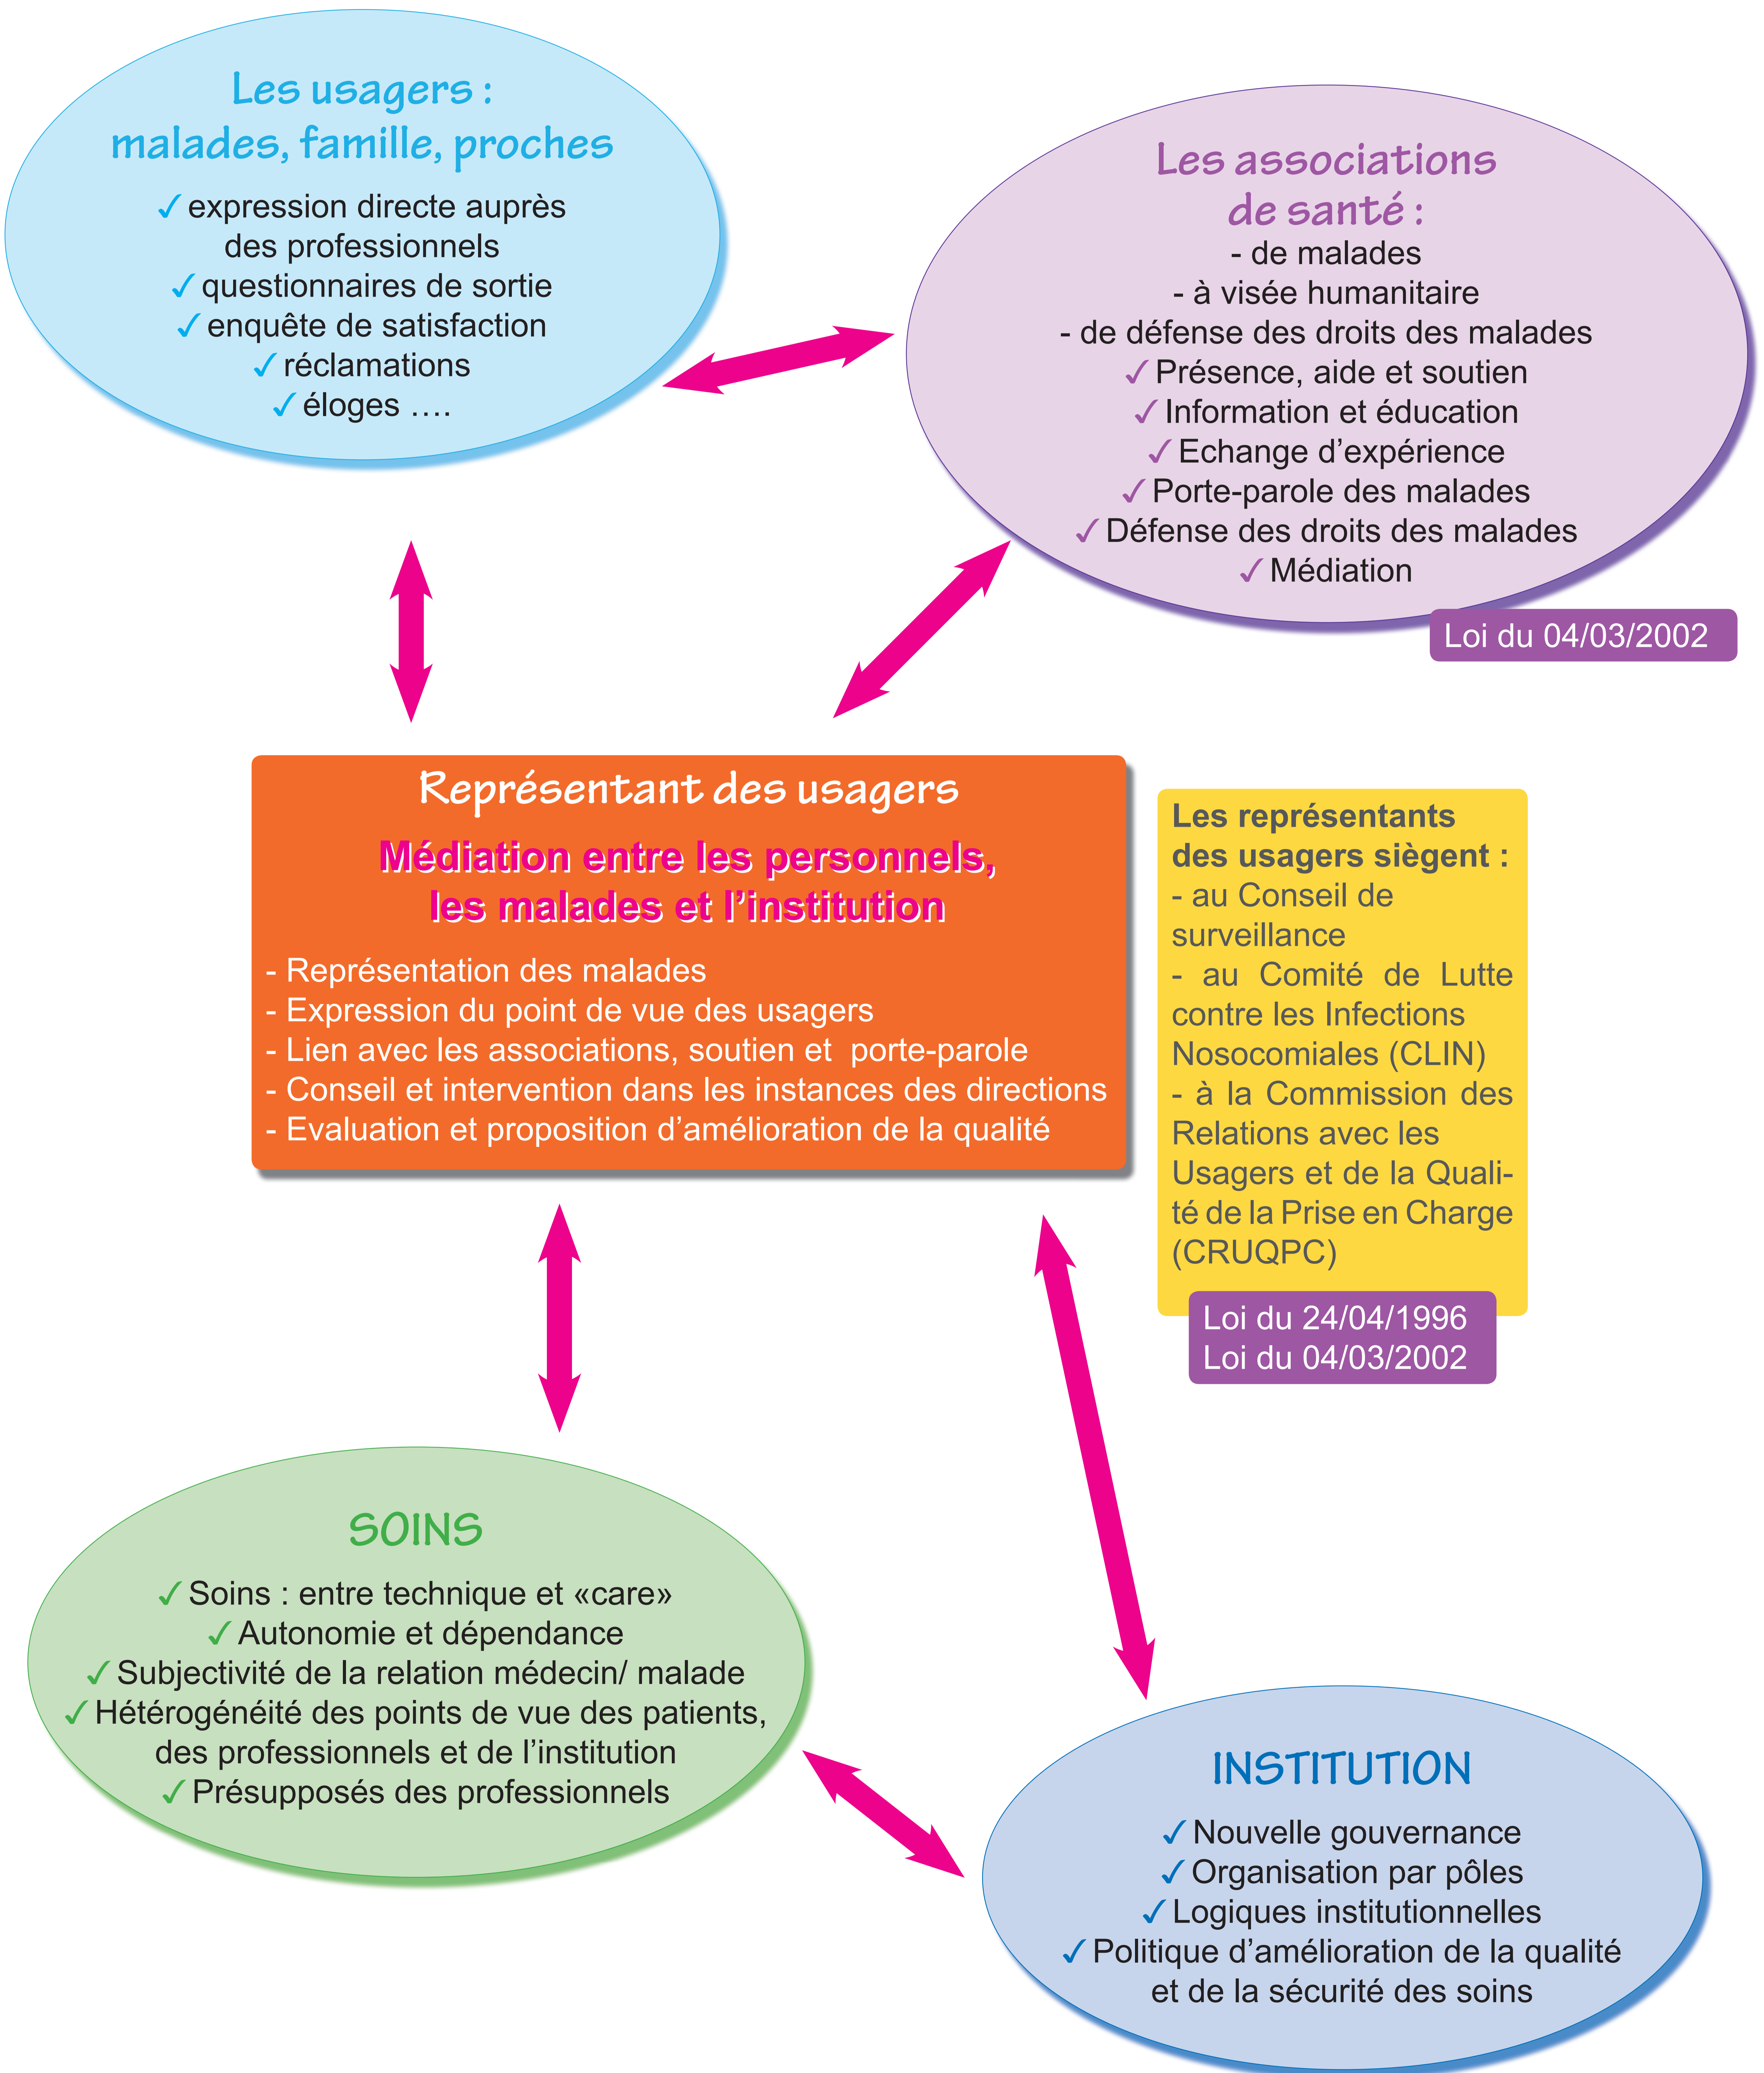 Les usagers :
malades, famille, proches
✓ expression directe auprès
des professionnels
✓ questionnaires de sortie
✓ enquête de satisfaction
✓ réclamations
✓ éloges ....
Les associations
de santé :
- de malades
- à visée humanitaire
- de défense des droits des malades
✓ Présence, aide et soutien
✓ Information et éducation
✓ Echange d’expérience
✓ Porte-parole des malades
✓ Défense des droits des malades
✓ Médiation
Loi du 04/03/2002
Représentant des usagers
Médiation entre les personnels,
les malades et l’institution
- Représentation des malades
- Expression du point de vue des usagers
- Lien avec les associations, soutien et porte-parole
- Conseil et intervention dans les instances des directions
- Evaluation et proposition d’amélioration de la qualité
Les représentants
des usagers siègent :
- au Conseil de
surveillance
- au Comité de Lutte
contre les Infections
Nosocomiales (CLIN)
- à la Commission des
Relations avec les
Usagers et de la Quali-
té de la Prise en Charge
(CRUQPC)
Loi du 24/04/1996
Loi du 04/03/2002
SOINS
✓ Soins : entre technique et «care»
✓ Autonomie et dépendance
✓ Subjectivité de la relation médecin/ malade
✓ Hétérogénéité des points de vue des patients,
des professionnels et de l’institution
✓ Présupposés des professionnels
INSTITUTION
✓ Nouvelle gouvernance
✓ Organisation par pôles
✓ Logiques institutionnelles
✓ Politique d’amélioration de la qualité
et de la sécurité des soins